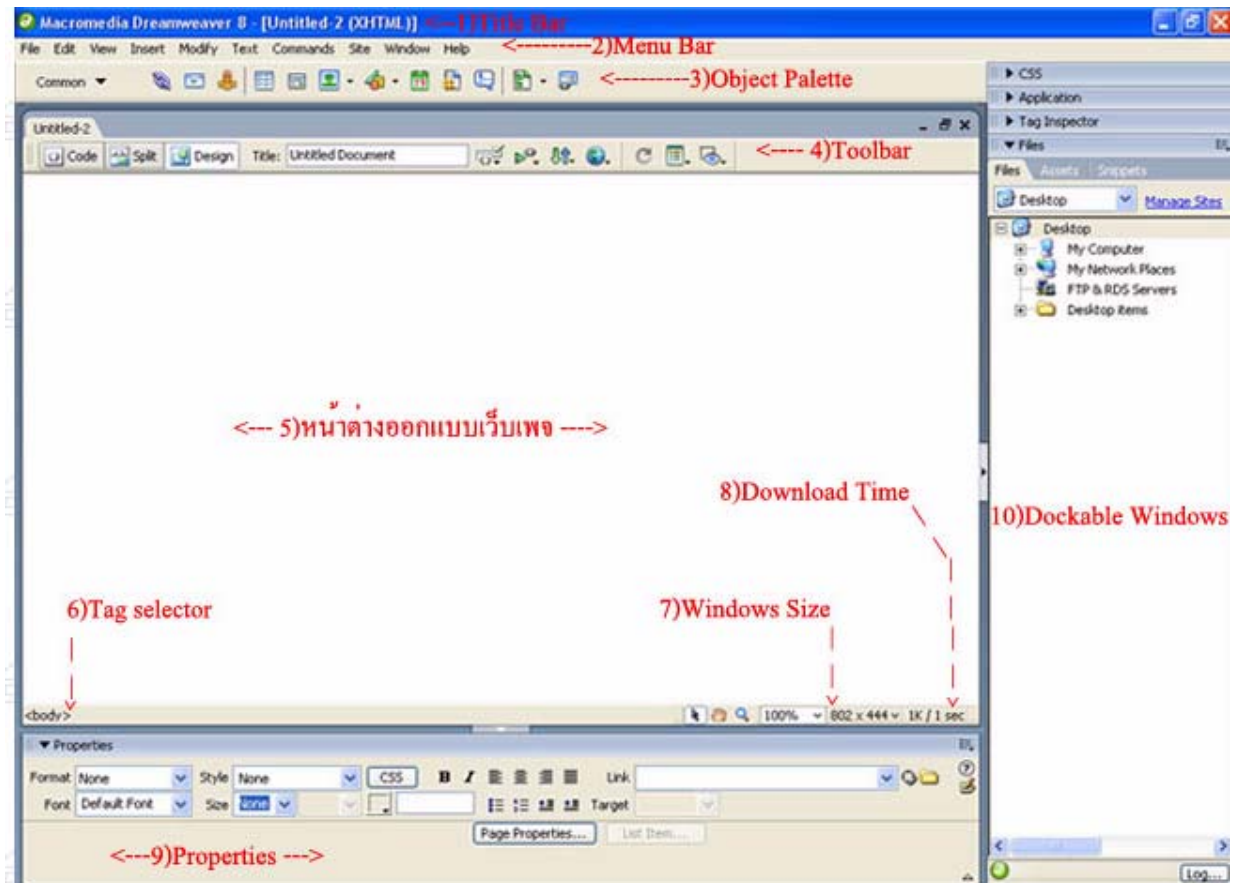 Macromedia Dreamweaver 8 - [Untitled-2 (XHTML)] <---1)Title Bar
File Edit View Insert Modify Text Commands Site Window Help <---------2)Menu Bar
Common <---------3)Object Palette
CSS
Application
Tag Inspector
Files
Untitled-2
Code Split Design Title: Untitled Document <---- 4)Toolbar
Files Assets Snippets
Desktop Manage Sites
Desktop
My Computer
My Network Places
FTP & RDS Servers
Desktop items
<--- 5)หน้าต่างออกแบบเว็บเพจ ---->
8)Download Time
10)Dockable Windows
6)Tag selector
7)Windows Size
<body>
100% 802 x 444 1K / 1 sec
Properties
Format None Style None CSS B I Link
Font Default Font Size None Target
Page Properties... List Item...
<---9)Properties --->
Log...